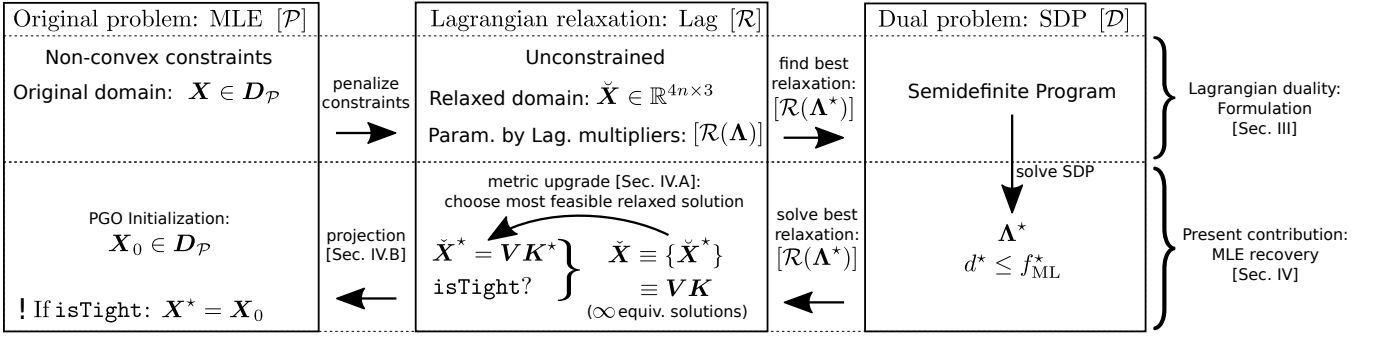 Original problem: MLE [𝒫]
Non-convex constraints
Original domain: X ∈ D_𝒫
penalize
constraints
Lagrangian relaxation: Lag [ℛ]
Unconstrained
Relaxed domain: X̆ ∈ ℝ^{4n×3}
Param. by Lag. multipliers: [ℛ(Λ)]
find best
relaxation:
[ℛ(Λ⋆)]
Dual problem: SDP [𝒟]
Semidefinite Program
Lagrangian duality:
Formulation
[Sec. III]
PGO Initialization:
X₀ ∈ D_𝒫
! If isTight: X⋆ = X₀
projection
[Sec. IV.B]
metric upgrade [Sec. IV.A]:
choose most feasible relaxed solution
X̆⋆ = VK⋆
isTight?
X̆ ≡ {X̆⋆}
≡ VK
(∞ equiv. solutions)
solve best
relaxation:
[ℛ(Λ⋆)]
solve SDP
Λ⋆
d⋆ ≤ f⋆_ML
Present contribution:
MLE recovery
[Sec. IV]